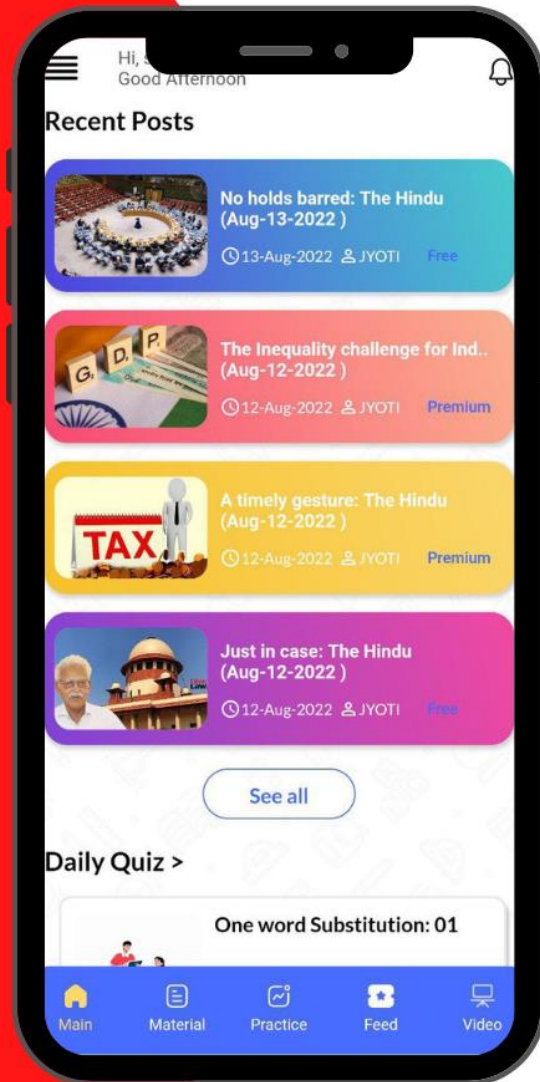 Hi,
Good Afternoon
Recent Posts
No holds barred: The Hindu
(Aug-13-2022 )
13-Aug-2022 JYOTI Free
G D P
The Inequality challenge for Ind..
(Aug-12-2022 )
12-Aug-2022 JYOTI Premium
TAX
A timely gesture: The Hindu
(Aug-12-2022 )
12-Aug-2022 JYOTI Premium
Just in case: The Hindu
(Aug-12-2022 )
12-Aug-2022 JYOTI Free
See all
Daily Quiz >
One word Substitution: 01
Main Material Practice Feed Video